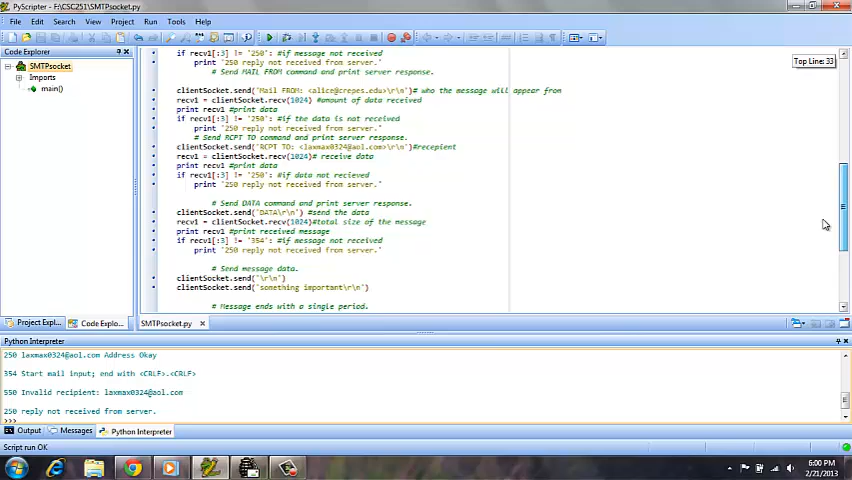 PyScripter - F:\CSC251\SMTPsocket.py
File Edit Search View Project Run Tools Help
Code Explorer
SMTPsocket
Imports
main()
Top Line: 33
if recv1[:3] != '250': #if message not received
print '250 reply not received from server.'
# Send MAIL FROM command and print server response.
clientSocket.send('Mail FROM: <alice@crepes.edu>\r\n')# who the message will appear from
recv1 = clientSocket.recv(1024) #amount of data received
print recv1 #print data
if recv1[:3] != '250': #if the data is not received
print '250 reply not received from server.'
# Send RCPT TO command and print server response.
clientSocket.send('RCPT TO: <laxmax0324@aol.com>\r\n')#recepient
recv1 = clientSocket.recv(1024)# receive data
print recv1 #print data
if recv1[:3] != '250': #if data not recieved
print '250 reply not received from server.'
# Send DATA command and print server response.
clientSocket.send('DATA\r\n') #send the data
recv1 = clientSocket.recv(1024)#total size of the message
print recv1 #print received message
if recv1[:3] != '354': #if message not received
print '250 reply not received from server.'
# Send message data.
clientSocket.send('\r\n')
clientSocket.send('something important\r\n')
# Message ends with a single period.
Project Expl... Code Explo...
SMTPsocket.py
Python Interpreter
250 laxmax0324@aol.com Address Okay
354 Start mail input; end with <CRLF>.<CRLF>
550 Invalid recipient: laxmax0324@aol.com
250 reply not received from server.
>>>
Output Messages Python Interpreter
Script run OK
6:00 PM
2/21/2013